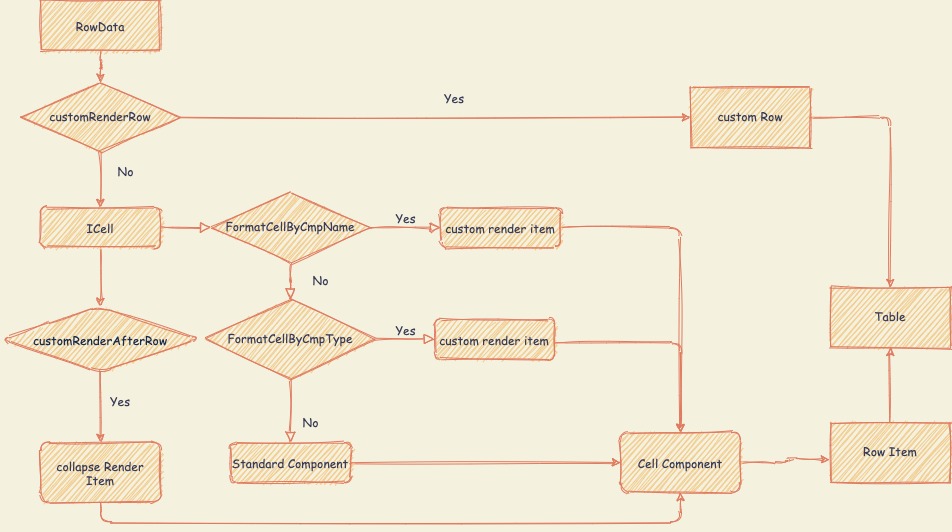 RowData
Yes
customRenderRow
custom Row
No
ICell
FormatCellByCmpName
Yes
custom render item
No
customRenderAfterRow
FormatCellByCmpType
Yes
custom render item
Table
Yes
No
collapse Render
Item
Standard Component
Cell Component
Row Item